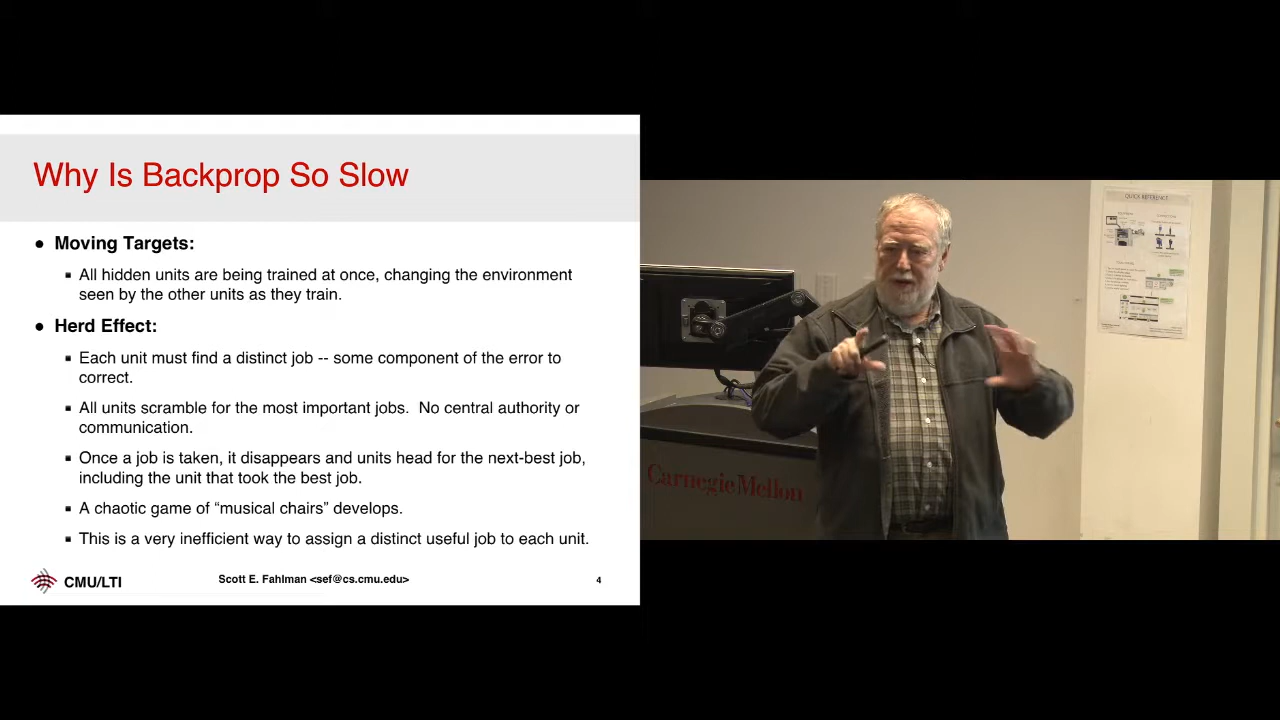 Why Is Backprop So Slow
● Moving Targets:
▪ All hidden units are being trained at once, changing the environment
seen by the other units as they train.
● Herd Effect:
▪ Each unit must find a distinct job -- some component of the error to
correct.
▪ All units scramble for the most important jobs.  No central authority or
communication.
▪ Once a job is taken, it disappears and units head for the next-best job,
including the unit that took the best job.
▪ A chaotic game of “musical chairs” develops.
▪ This is a very inefficient way to assign a distinct useful job to each unit.
CMU/LTI
Scott E. Fahlman <sef@cs.cmu.edu>
4
QUICK REFERENCE
Carnegie Mellon